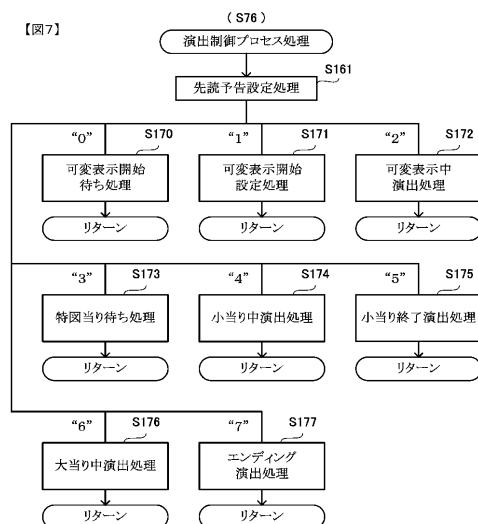 【図7】
(S76)
演出制御プロセス処理
S161
先読予告設定処理
“0”
S170
可変表示開始
待ち処理
リターン
“1”
S171
可変表示開始
設定処理
リターン
“2”
S172
可変表示中
演出処理
リターン
“3”
S173
特図当り待ち処理
リターン
“4”
S174
小当り中演出処理
リターン
“5”
S175
小当り終了演出処理
リターン
“6”
S176
大当り中演出処理
リターン
“7”
S177
エンディング
演出処理
リターン